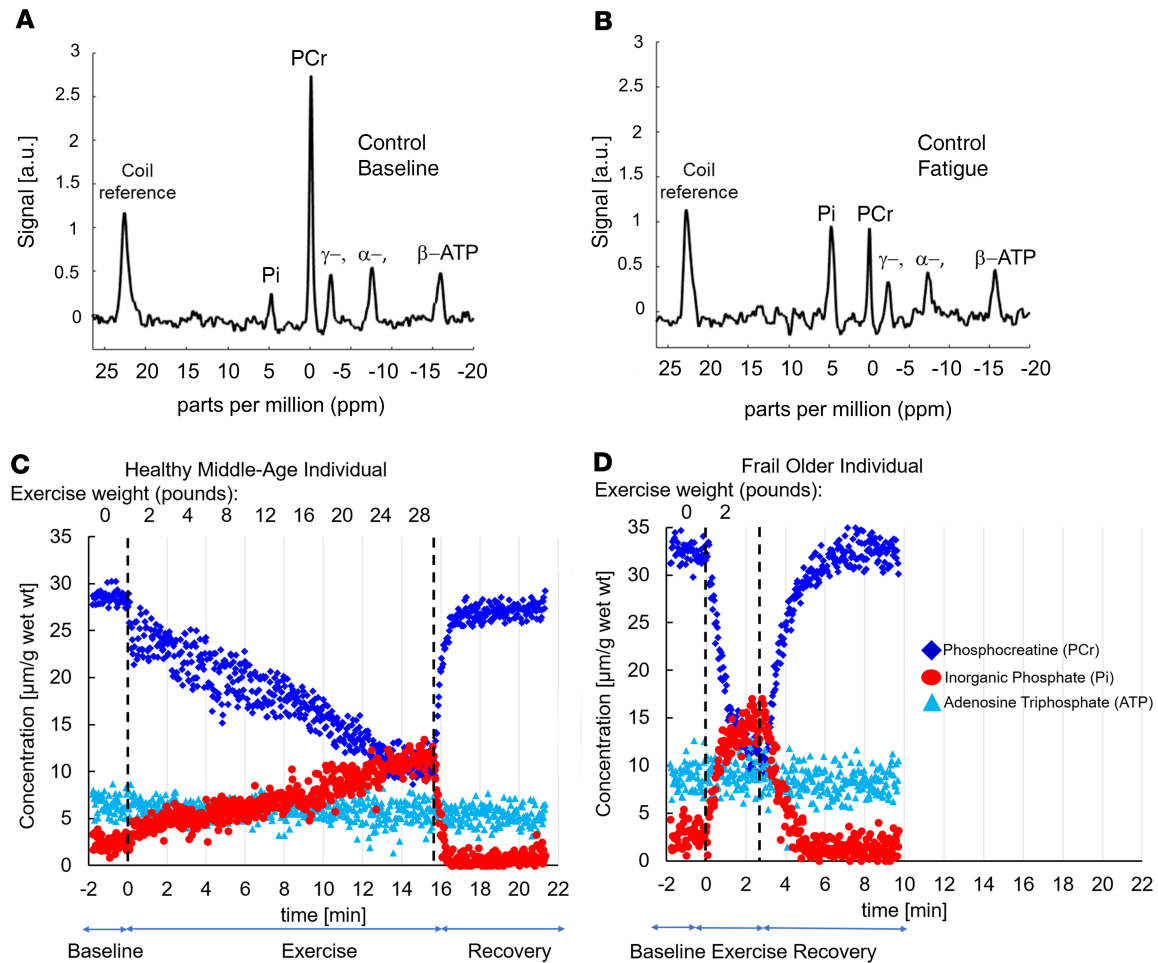 A
3
2.5
2
1.5
1
0.5
0
Signal [a.u.]
PCr
Control
Baseline
Coil
reference
Pi
γ–, α–, β–ATP
25 20 15 10 5 0 -5 -10 -15 -20
parts per million (ppm)
B
3
2.5
2
1.5
1
0.5
0
Signal [a.u.]
Control
Fatigue
Coil
reference
Pi PCr
γ–, α–, β–ATP
25 20 15 10 5 0 -5 -10 -15 -20
parts per million (ppm)
C
Healthy Middle-Age Individual
Exercise weight (pounds):
0 2 4 8 12 16 20 24 28
35
30
25
20
15
10
5
0
Concentration [µm/g wet wt]
-2 0 2 4 6 8 10 12 14 16 18 20 22
time [min]
Baseline Exercise Recovery
D
Frail Older Individual
Exercise weight (pounds):
0 2
35
30
25
20
15
10
5
0
Concentration [µm/g wet wt]
Phosphocreatine (PCr)
Inorganic Phosphate (Pi)
Adenosine Triphosphate (ATP)
-2 0 2 4 6 8 10 12 14 16 18 20 22
time [min]
Baseline Exercise Recovery